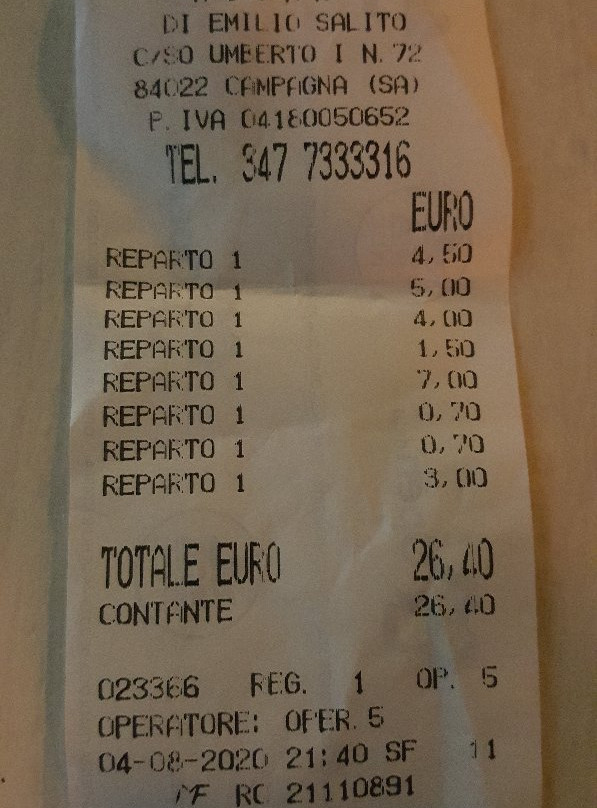 DI EMILIO SALITO
C/SO UMBERTO I N. 72
84022 CAMPAGNA (SA)
P. IVA 04180050652
TEL. 347 7333316
EURO
REPARTO 1 4,50
REPARTO 1 5,00
REPARTO 1 4,00
REPARTO 1 1,50
REPARTO 1 7,00
REPARTO 1 0,70
REPARTO 1 0,70
REPARTO 1 3,00
TOTALE EURO 26,40
CONTANTE 26,40
023366 REG. 1 OP. 5
OPERATORE: OPER.5
04-08-2020 21:40 SF 11
RC 21110891